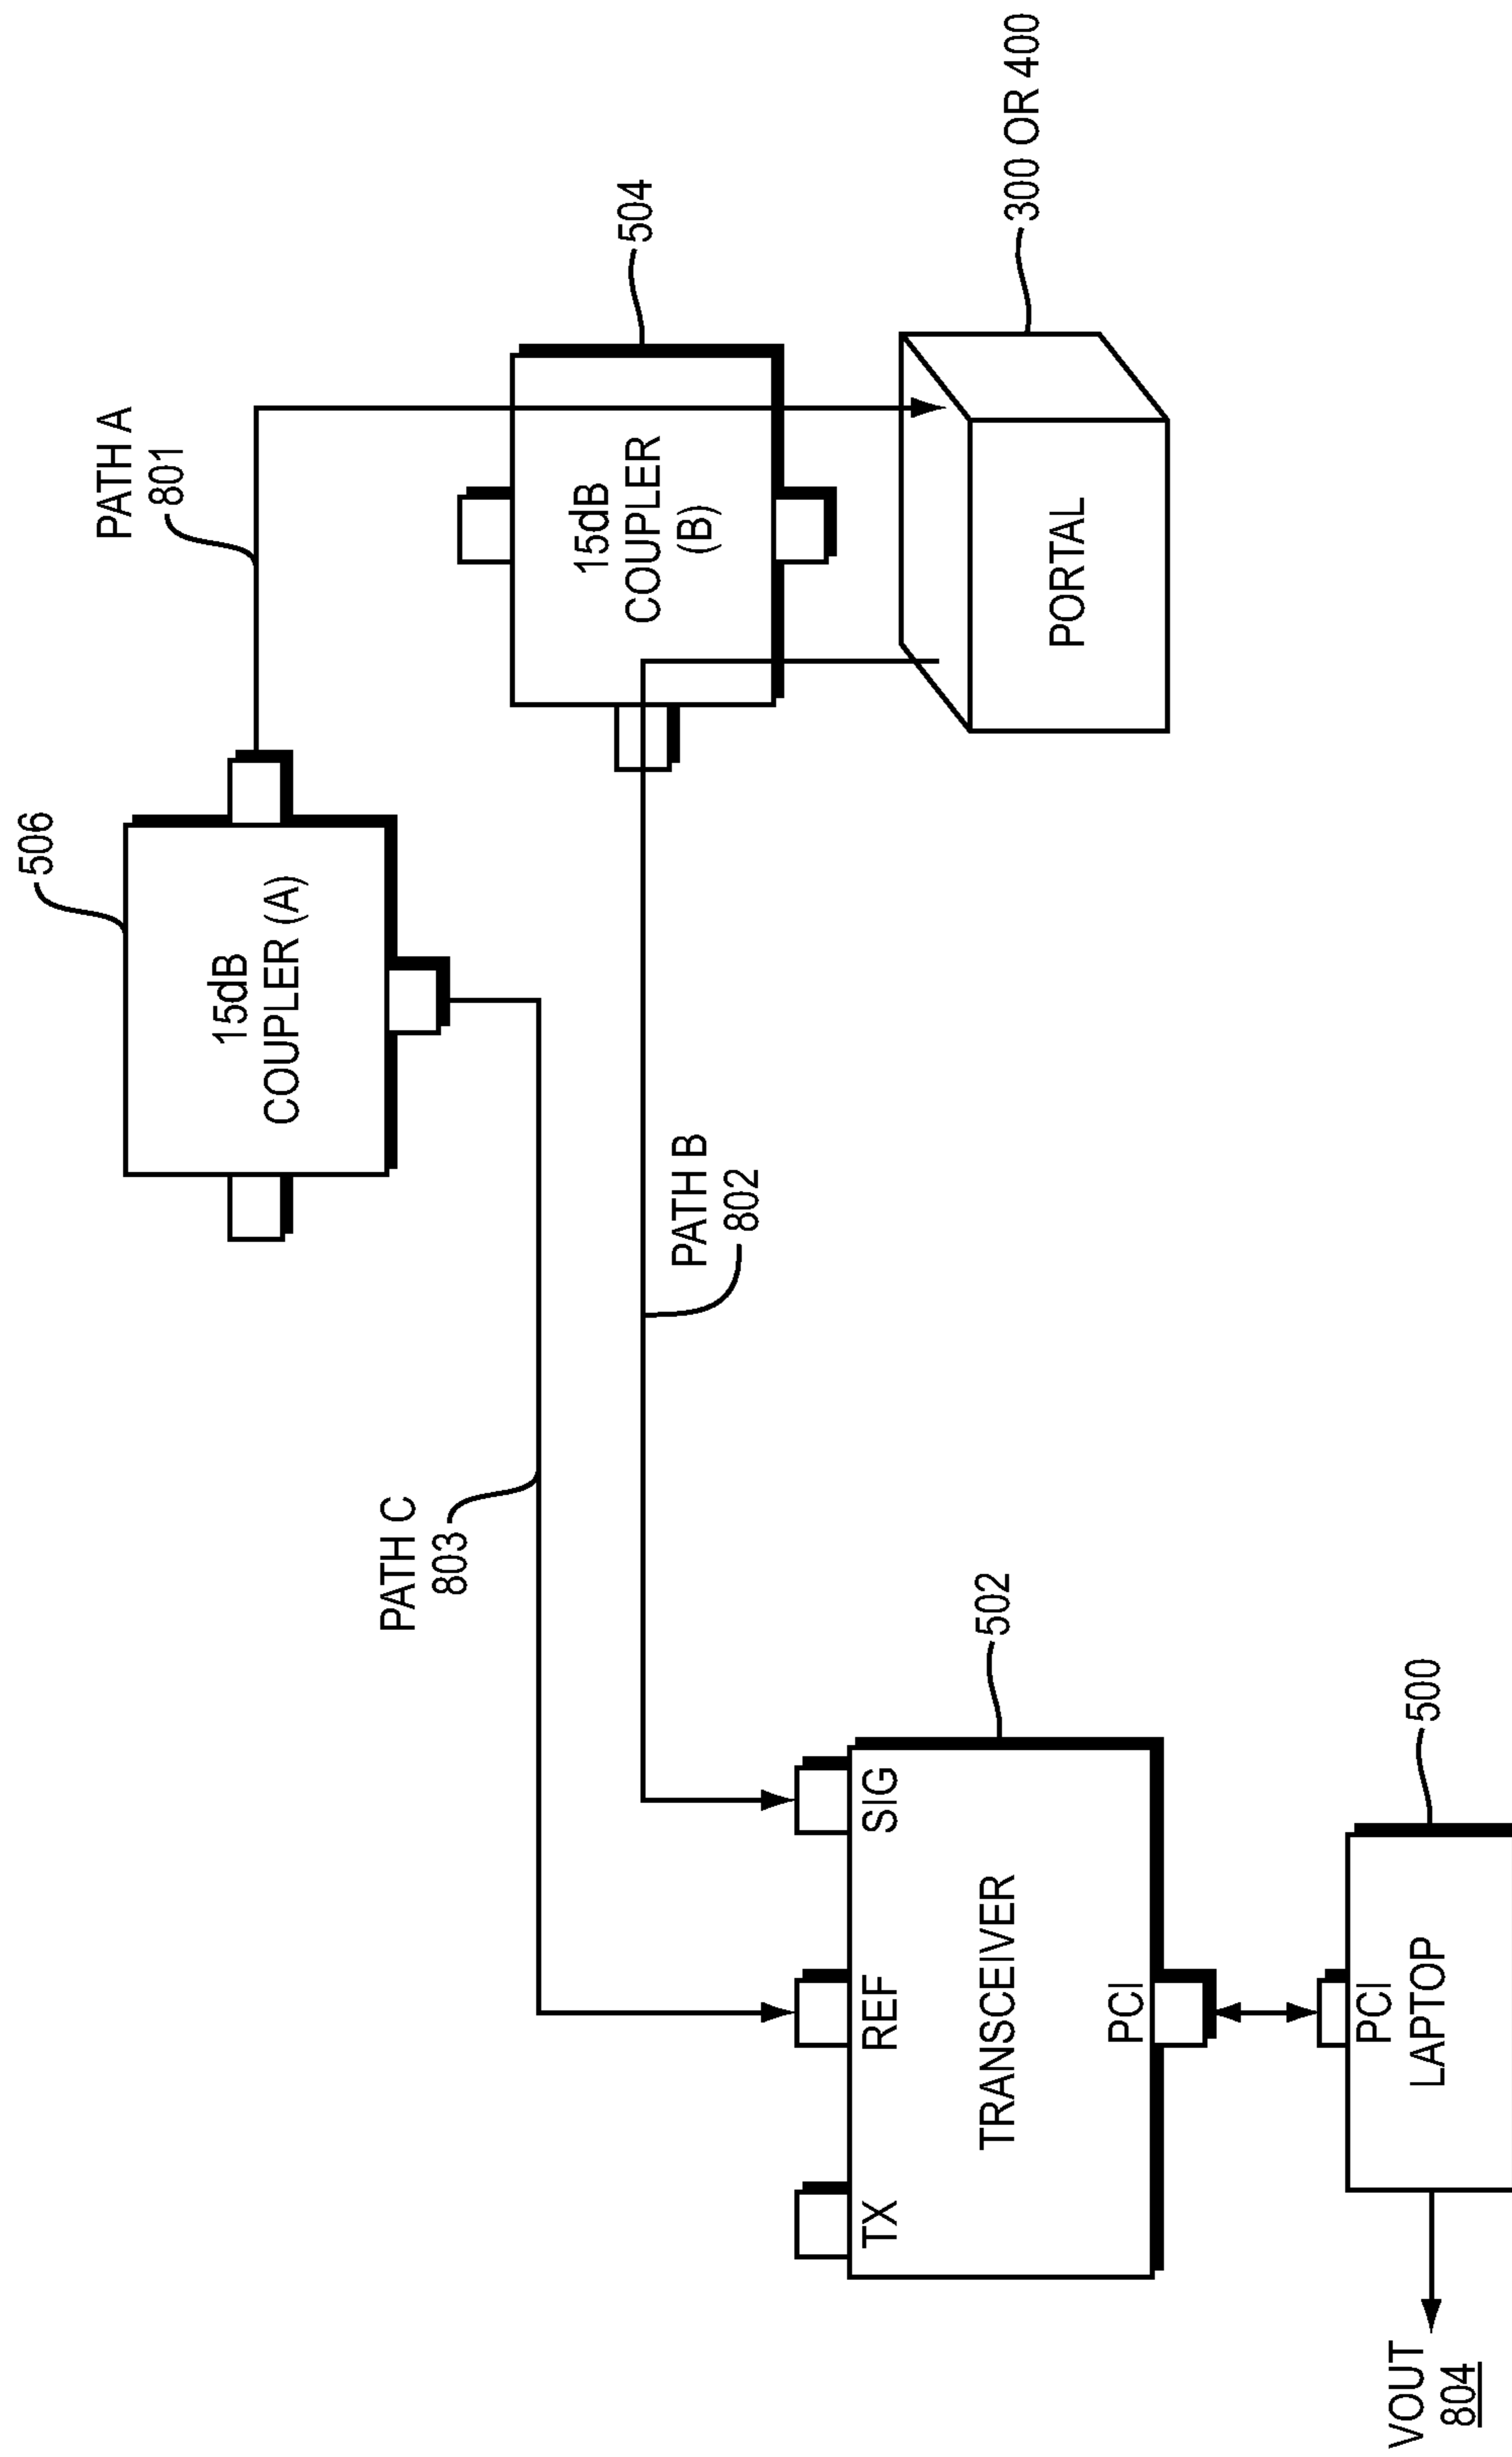 506
15dB
COUPLER (A)
PATH A
801
504
15dB
COUPLER
(B)
300 OR 400
PORTAL
PATH C
803
PATH B
802
502
TX
REF
SIG
TRANSCEIVER
PCI
500
PCI
LAPTOP
VOUT
804